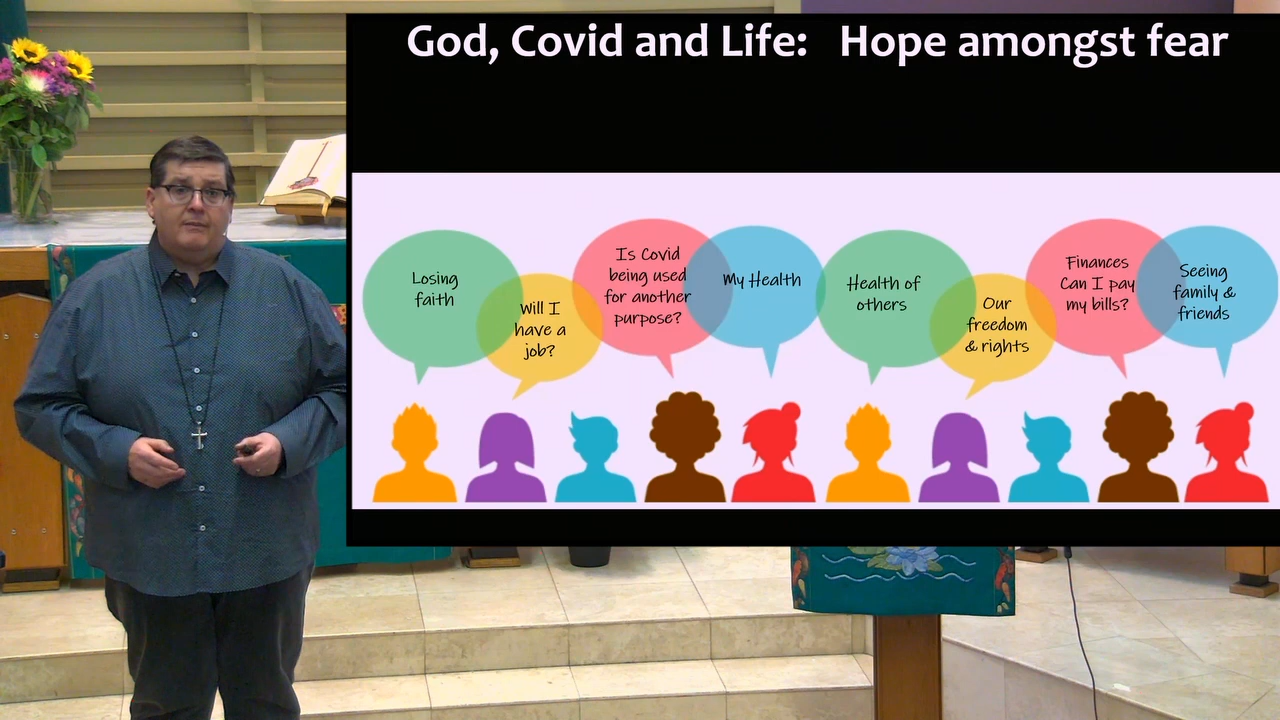 God, Covid and Life: Hope amongst fear
Losing
faith
Will I
have a
job?
Is Covid
being used
for another
purpose?
My Health
Health of
others
Our
freedom
& rights
Finances
Can I pay
my bills?
Seeing
family &
friends